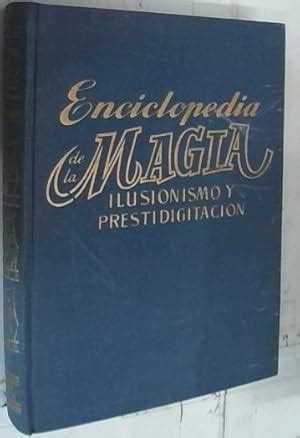 Enciclopedia
de la MAGIA
ILUSIONISMO Y
PRESTIDIGITACION